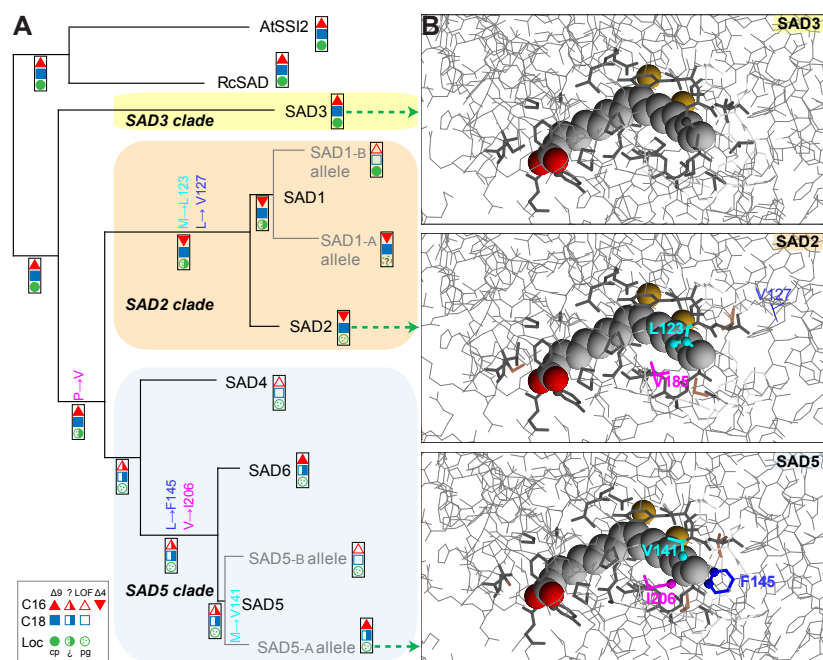 A
AtSSI2
RcSAD
SAD3
SAD3 clade
SAD1-B
allele
M→L123
L→V127
SAD1
SAD1-A
allele
?
SAD2 clade
SAD2
P→V
SAD4
SAD6
L→F145
V→I206
SAD5-B allele
SAD5
M→V141
SAD5 clade
SAD5-A allele
Δ9 ? LOF Δ4
C16
C18
Loc
cp ¿ pg
B
SAD3
SAD2
V127
L123
V185
SAD5
V141
F145
I206